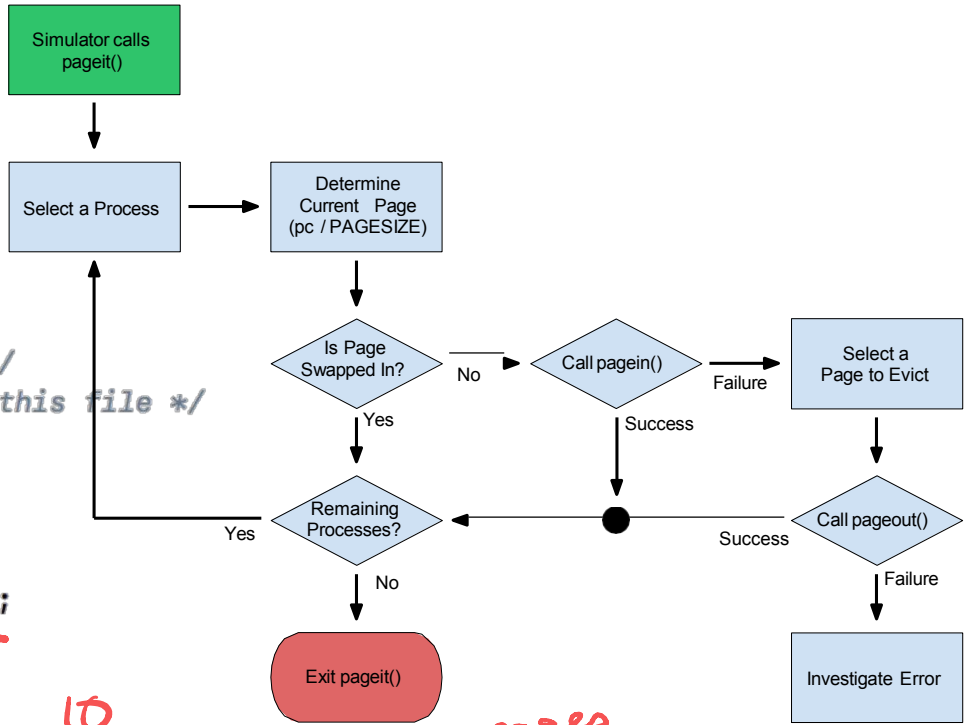 Simulator calls
pageit()
Select a Process
Determine
Current Page
(pc / PAGESIZE)
/
Is Page
Swapped In?
No
Call pagein()
Failure
Select a
Page to Evict
this file */
Yes
Success
Remaining
Processes?
Yes
Success
Call pageout()
No
Failure
;
Exit pageit()
Investigate Error
10